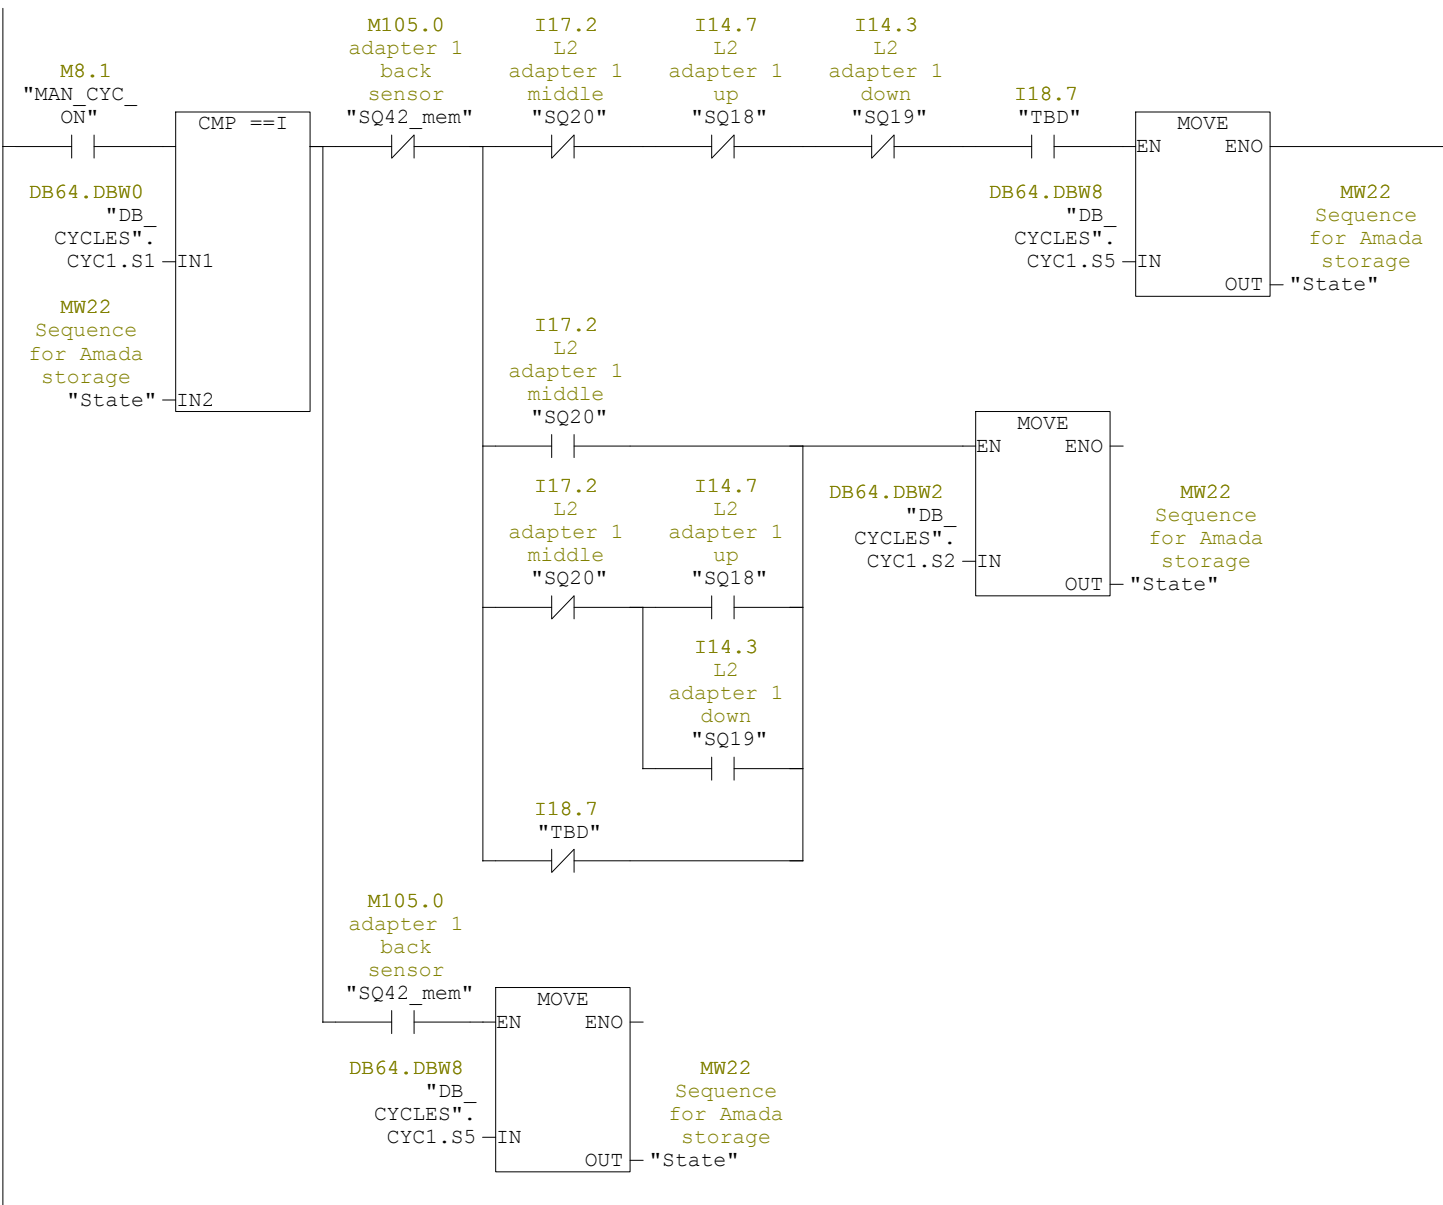 M8.1
"MAN_CYC_
ON"
CMP ==I
DB64.DBW0
"DB_
CYCLES".
CYC1.S1
IN1
MW22
Sequence
for Amada
storage
"State"
IN2
M105.0
adapter 1
back
sensor
"SQ42_mem"
I17.2
L2
adapter 1
middle
"SQ20"
I14.7
L2
adapter 1
up
"SQ18"
I14.3
L2
adapter 1
down
"SQ19"
I18.7
"TBD"
MOVE
EN ENO
DB64.DBW8
"DB_
CYCLES".
CYC1.S5
IN
MW22
Sequence
for Amada
storage
OUT
"State"
I17.2
L2
adapter 1
middle
"SQ20"
MOVE
EN ENO
I17.2
L2
adapter 1
middle
"SQ20"
I14.7
L2
adapter 1
up
"SQ18"
DB64.DBW2
"DB_
CYCLES".
CYC1.S2
IN
MW22
Sequence
for Amada
storage
OUT
"State"
I14.3
L2
adapter 1
down
"SQ19"
I18.7
"TBD"
M105.0
adapter 1
back
sensor
"SQ42_mem"
MOVE
EN ENO
DB64.DBW8
"DB_
CYCLES".
CYC1.S5
IN
MW22
Sequence
for Amada
storage
OUT
"State"